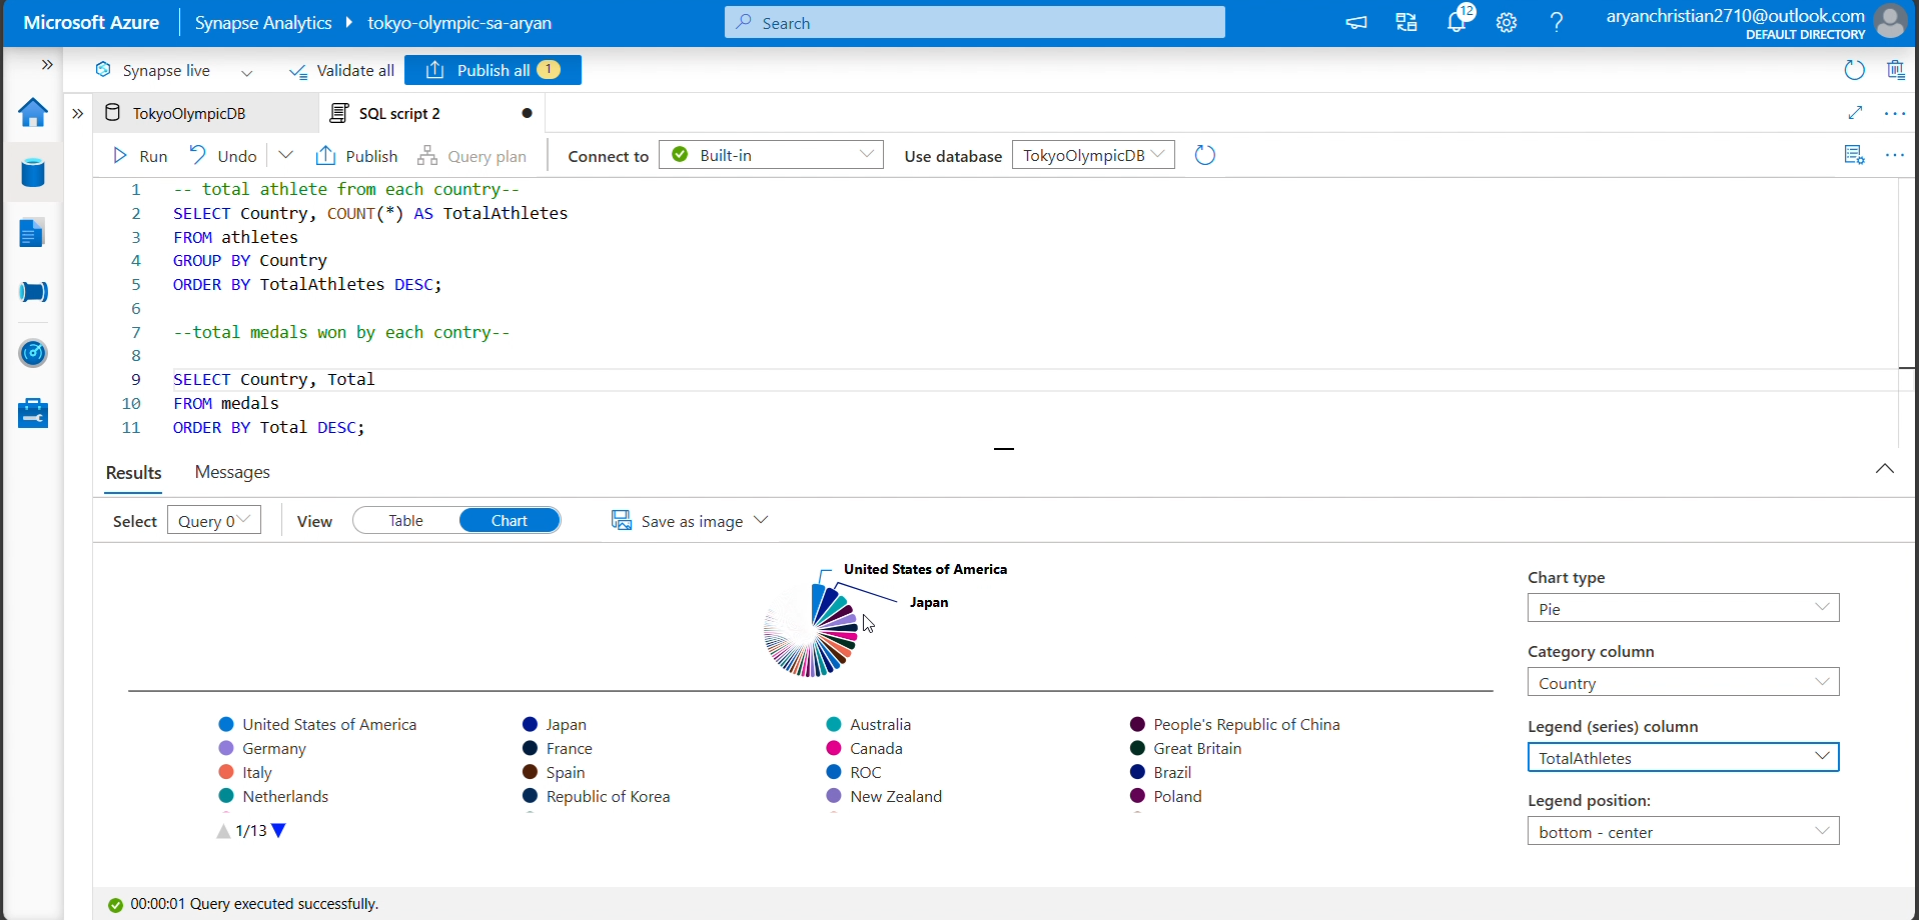 Microsoft Azure Synapse Analytics tokyo-olympic-sa-aryan Search 12 aryanchristian2710@outlook.com
DEFAULT DIRECTORY
Synapse live Validate all Publish all 1
TokyoOlympicDB SQL script 2
Run Undo Publish Query plan Connect to Built-in Use database TokyoOlympicDB
1 -- total athlete from each country--
2 SELECT Country, COUNT(*) AS TotalAthletes
3 FROM athletes
4 GROUP BY Country
5 ORDER BY TotalAthletes DESC;
6
7 --total medals won by each contry--
8
9 SELECT Country, Total
10 FROM medals
11 ORDER BY Total DESC;
Results Messages
Select Query 0 View Table Chart Save as image
United States of America
Japan
Chart type
Pie
Category column
Country
Legend (series) column
TotalAthletes
Legend position:
bottom - center
United States of America Japan Australia People's Republic of China
Germany France Canada Great Britain
Italy Spain ROC Brazil
Netherlands Republic of Korea New Zealand Poland
1/13
00:00:01 Query executed successfully.